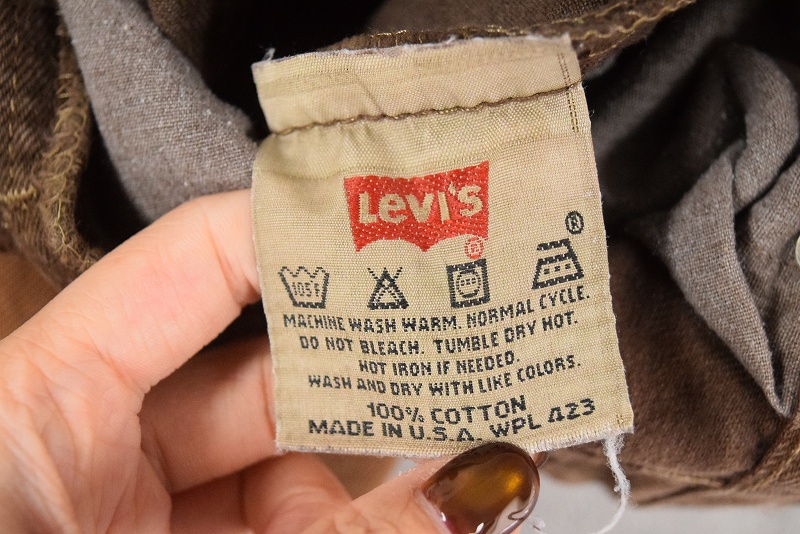 Levi's
®
®
105F
MACHINE WASH WARM. NORMAL CYCLE.
DO NOT BLEACH. TUMBLE DRY HOT.
HOT IRON IF NEEDED.
WASH AND DRY WITH LIKE COLORS.
100% COTTON
MADE IN U.S.A. WPL 423